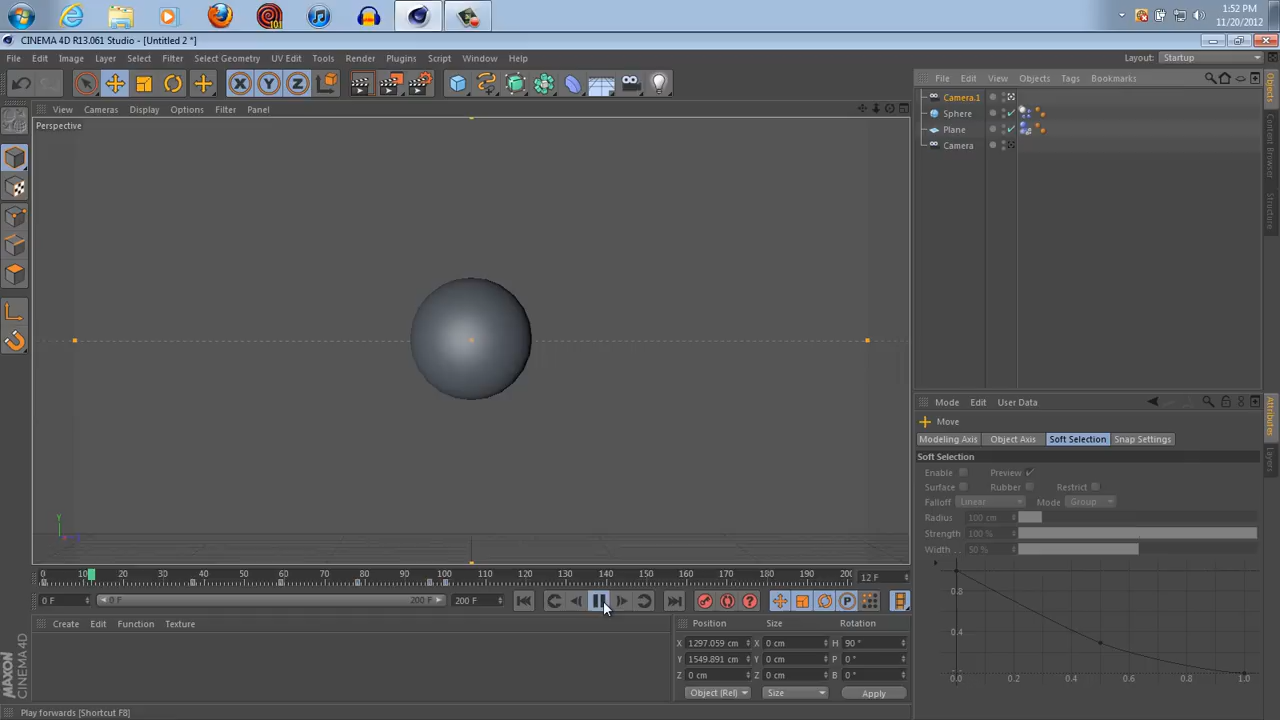 1:52 PM
11/20/2012
CINEMA 4D R13.061 Studio - [Untitled 2 *]
File Edit Image Layer Select Select Geometry UV Edit Tools Render Plugins Script Window Help
Layout: Startup
X Y Z
File Edit View Objects Tags Bookmarks
View Cameras Display Options Filter Panel
Perspective
Camera.1
Sphere
Plane
Camera
Objects
Content Browser
Structure
Y
Mode Edit User Data
Move
Modeling Axis Object Axis Soft Selection Snap Settings
Soft Selection
Enable Preview
Surface Rubber Restrict
Falloff Linear Mode Group
Radius 100 cm
Strength 100 %
Width . . 50 %
0.8
0.4
0.0 0.2 0.4 0.6 0.8 1.0
Attributes
Layers
0 10 20 30 40 50 60 70 80 90 100 110 120 130 140 150 160 170 180 190 200
12 F
0 F 0 F 200 F 200 F
Create Edit Function Texture
Position Size Rotation
X 1297.059 cm X 0 cm H 90 °
Y 1549.891 cm Y 0 cm P 0 °
Z 0 cm Z 0 cm B 0 °
Object (Rel) Size Apply
MAXON
CINEMA 4D
Play forwards [Shortcut F8]